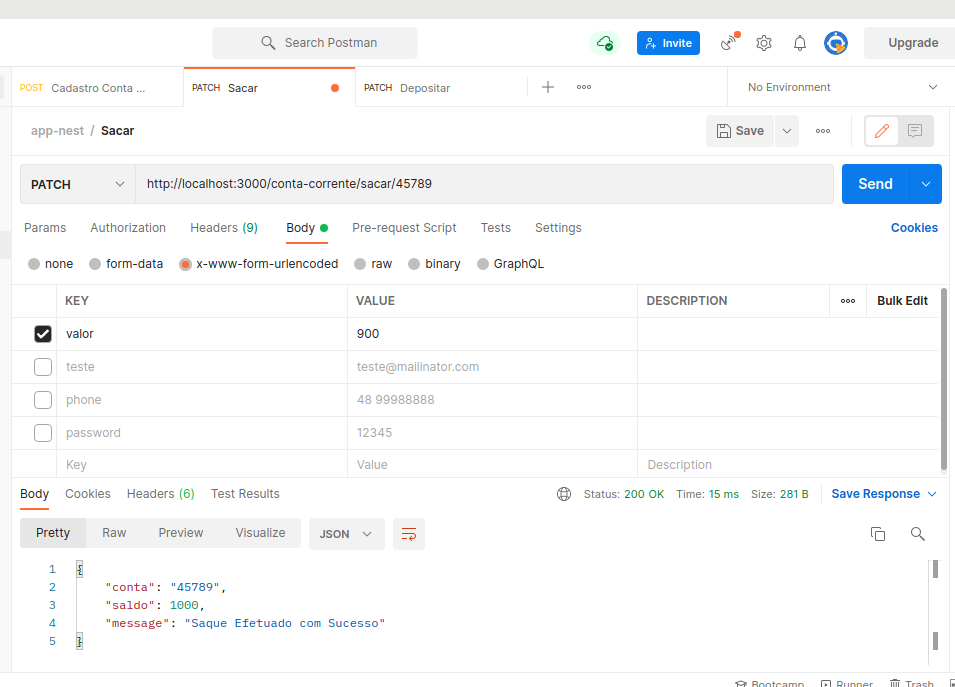 Search Postman
Invite
Upgrade
POST Cadastro Conta ...
PATCH Sacar
PATCH Depositar
No Environment
app-nest / Sacar
Save
PATCH
http://localhost:3000/conta-corrente/sacar/45789
Send
Params Authorization Headers (9) Body Pre-request Script Tests Settings Cookies
none form-data x-www-form-urlencoded raw binary GraphQL
KEY VALUE DESCRIPTION Bulk Edit
valor 900
teste teste@mailinator.com
phone 48 99988888
password 12345
Key Value Description
Body Cookies Headers (6) Test Results Status: 200 OK Time: 15 ms Size: 281 B Save Response
Pretty Raw Preview Visualize JSON
1 {
2 "conta": "45789",
3 "saldo": 1000,
4 "message": "Saque Efetuado com Sucesso"
5 }
Bootcamp Runner Trash